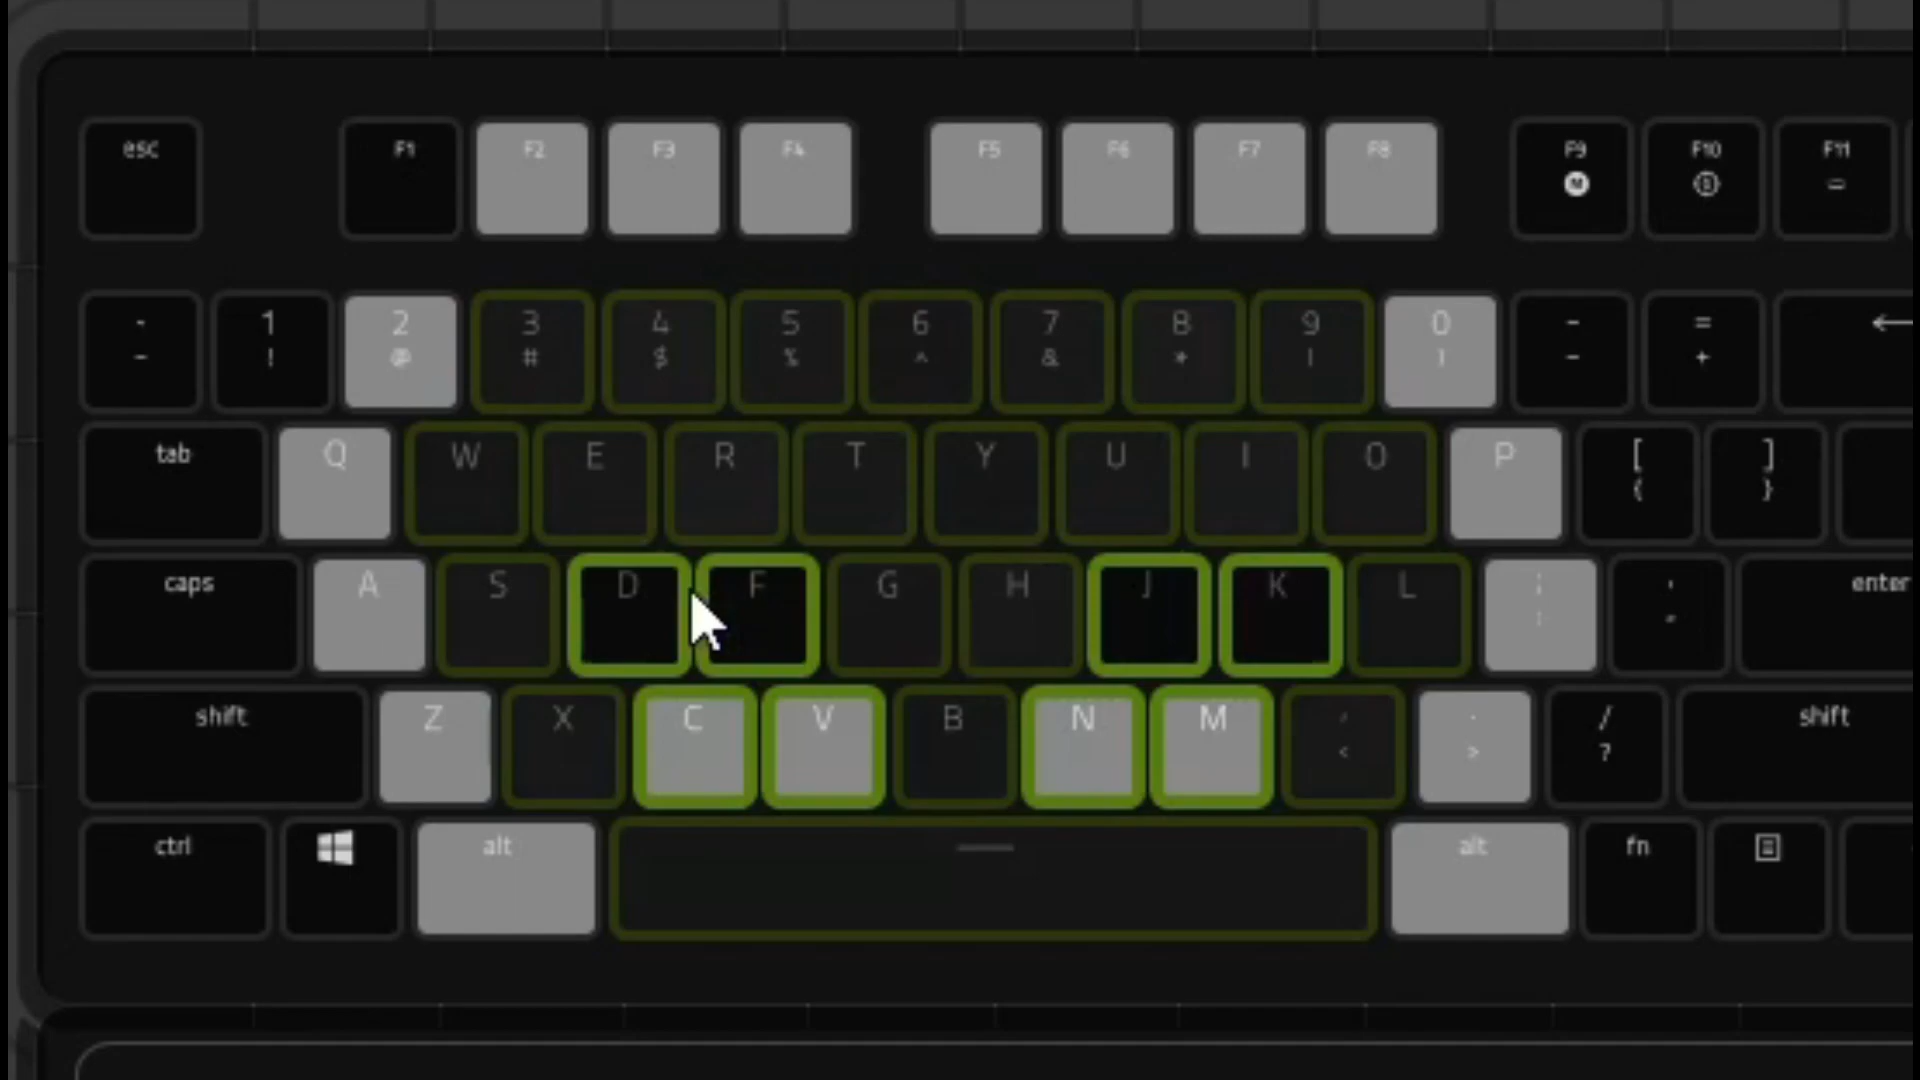 esc F1 F2 F3 F4 F5 F6 F7 F8 F9 F10 F11
1 2 3 4 5 6 7 8 9 0 - =
- ! @ # $ % ^ & * - +
tab Q W E R T Y U I O P [ ]
{ }
caps A S D F G H J K L ; ' enter
:
shift Z X C V B N M , . / shift
< > ?
ctrl alt alt fn